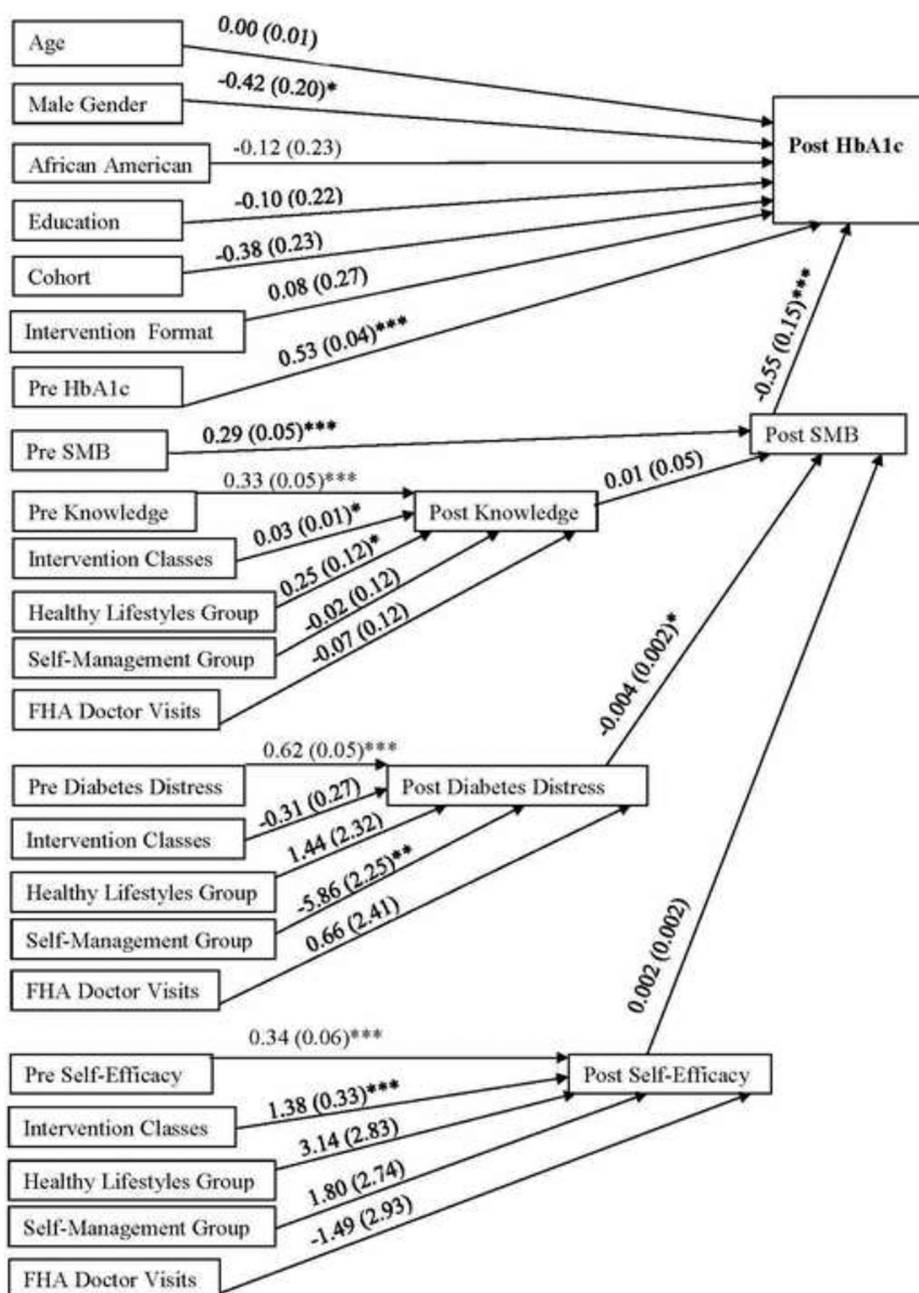 0.00 (0.01)
Age
-0.42 (0.20)*
Male Gender
Post HbA1c
-0.12 (0.23)
African American
-0.10 (0.22)
Education
-0.38 (0.23)
Cohort
0.08 (0.27)
Intervention Format
0.53 (0.04)***
Pre HbA1c
-0.55 (0.15)***
Pre SMB
0.29 (0.05)***
Post SMB
0.33 (0.05)***
0.01 (0.05)
Pre Knowledge
Post Knowledge
0.03 (0.01)*
Intervention Classes
0.25 (0.12)*
Healthy Lifestyles Group
-0.02 (0.12)
Self-Management Group
-0.07 (0.12)
FHA Doctor Visits
-0.004 (0.002)*
0.62 (0.05)***
Pre Diabetes Distress
Post Diabetes Distress
-0.31 (0.27)
Intervention Classes
1.44 (2.32)
Healthy Lifestyles Group
-5.86 (2.25)**
Self-Management Group
0.66 (2.41)
FHA Doctor Visits
0.002 (0.002)
0.34 (0.06)***
Pre Self-Efficacy
Post Self-Efficacy
1.38 (0.33)***
Intervention Classes
3.14 (2.83)
Healthy Lifestyles Group
1.80 (2.74)
Self-Management Group
-1.49 (2.93)
FHA Doctor Visits